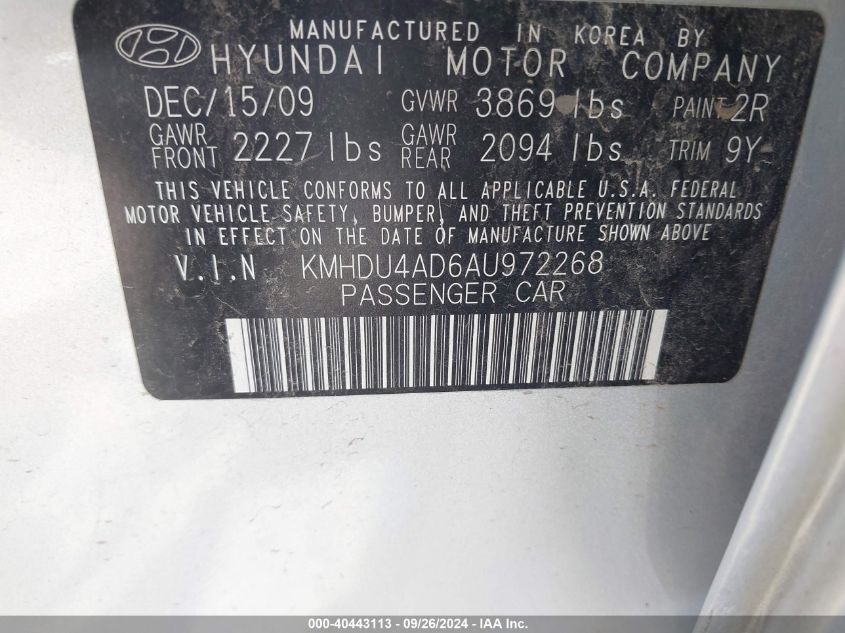 MANUFACTURED IN KOREA BY
HYUNDAI MOTOR COMPANY
DEC/15/09 GVWR 3869 lbs PAINT 2R
GAWR FRONT 2227 lbs GAWR REAR 2094 lbs TRIM 9Y
THIS VEHICLE CONFORMS TO ALL APPLICABLE U.S.A. FEDERAL
MOTOR VEHICLE SAFETY, BUMPER, AND THEFT PREVENTION STANDARDS
IN EFFECT ON THE DATE OF MANUFACTURE SHOWN ABOVE
V.I.N KMHDU4AD6AU972268
PASSENGER CAR
000-40443113 - 09/26/2024 - IAA Inc.